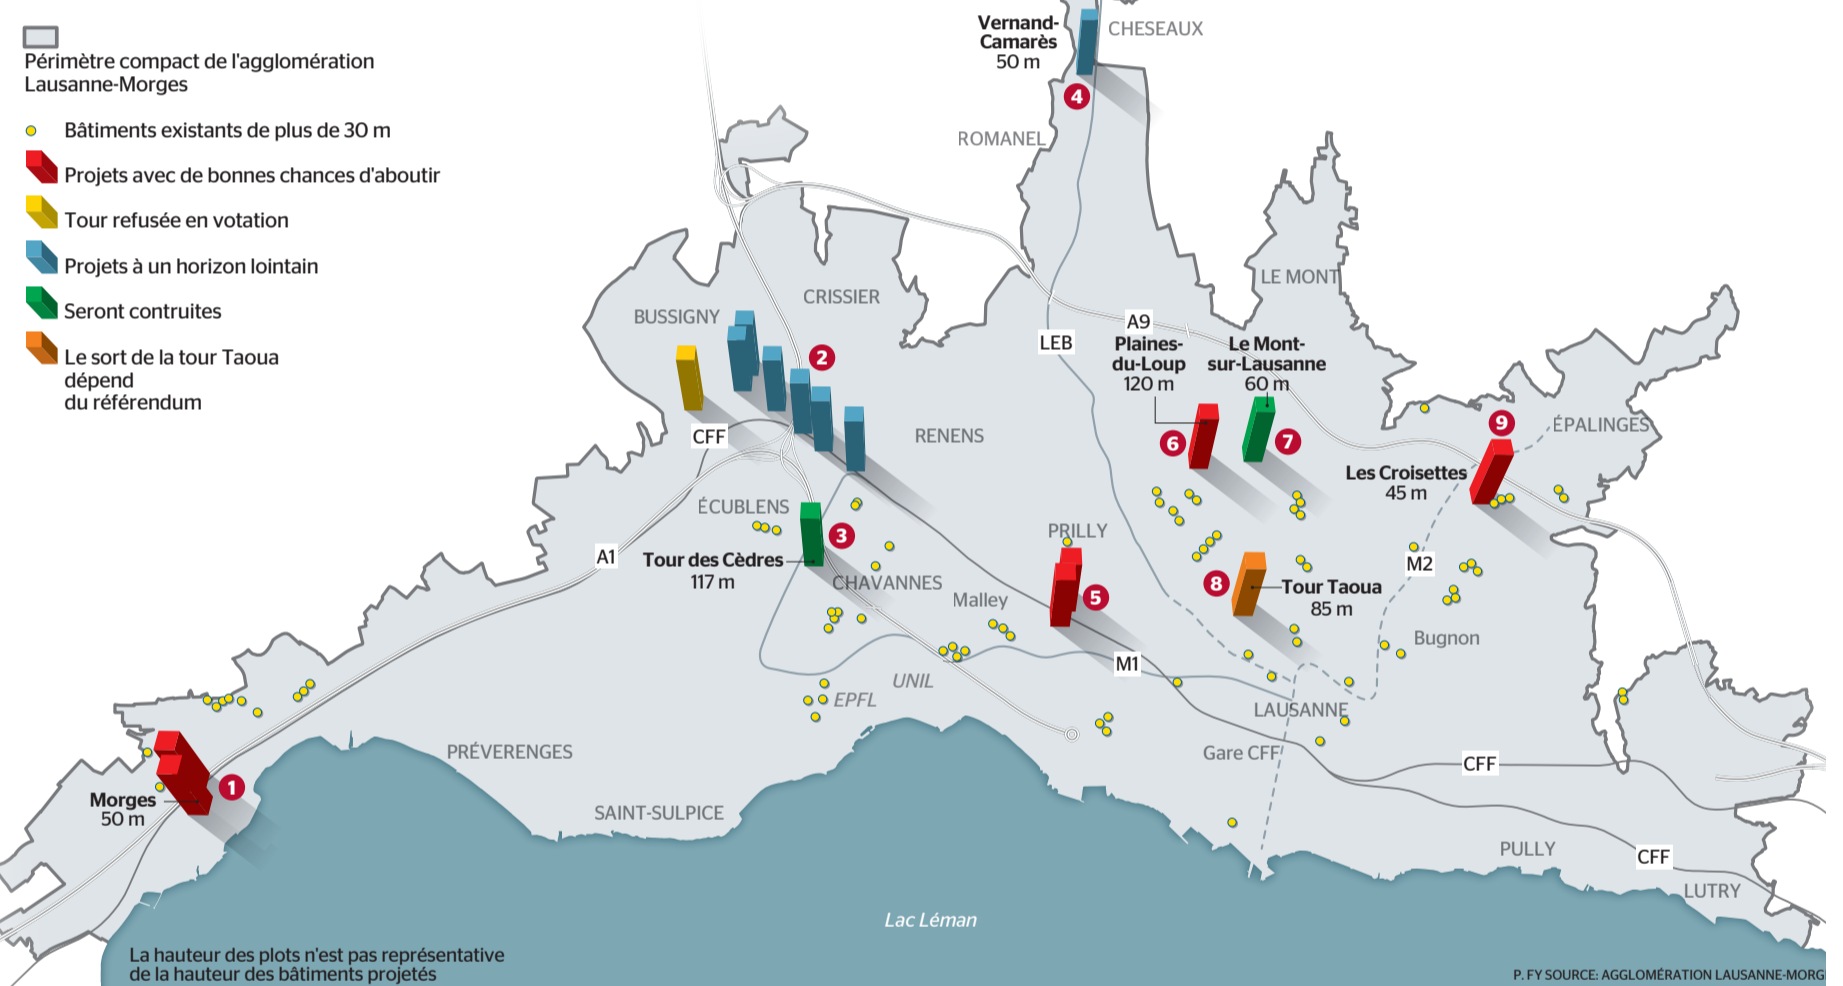 Périmètre compact de l'agglomération
Lausanne-Morges
Bâtiments existants de plus de 30 m
Projets avec de bonnes chances d'aboutir
Tour refusée en votation
Projets à un horizon lointain
Seront contruites
Le sort de la tour Taoua
dépend
du référendum
Vernand-
Camarès
50 m
CHESEAUX
4
ROMANEL
LE MONT
CRISSIER
BUSSIGNY
2
A9
LEB
Plaines-
du-Loup
120 m
Le Mont-
sur-Lausanne
60 m
6
7
9
ÉPALINGES
Les Croisettes
45 m
CFF
RENENS
ÉCUBLENS
3
Tour des Cèdres
117 m
A1
PRILLY
CHAVANNES
Malley
5
8
Tour Taoua
85 m
M2
Bugnon
M1
UNIL
EPFL
LAUSANNE
Gare CFF
CFF
PRÉVERENGES
SAINT-SULPICE
1
Morges
50 m
PULLY
CFF
LUTRY
Lac Léman
La hauteur des plots n'est pas représentative
de la hauteur des bâtiments projetés
P. FY SOURCE: AGGLOMÉRATION LAUSANNE-MORG